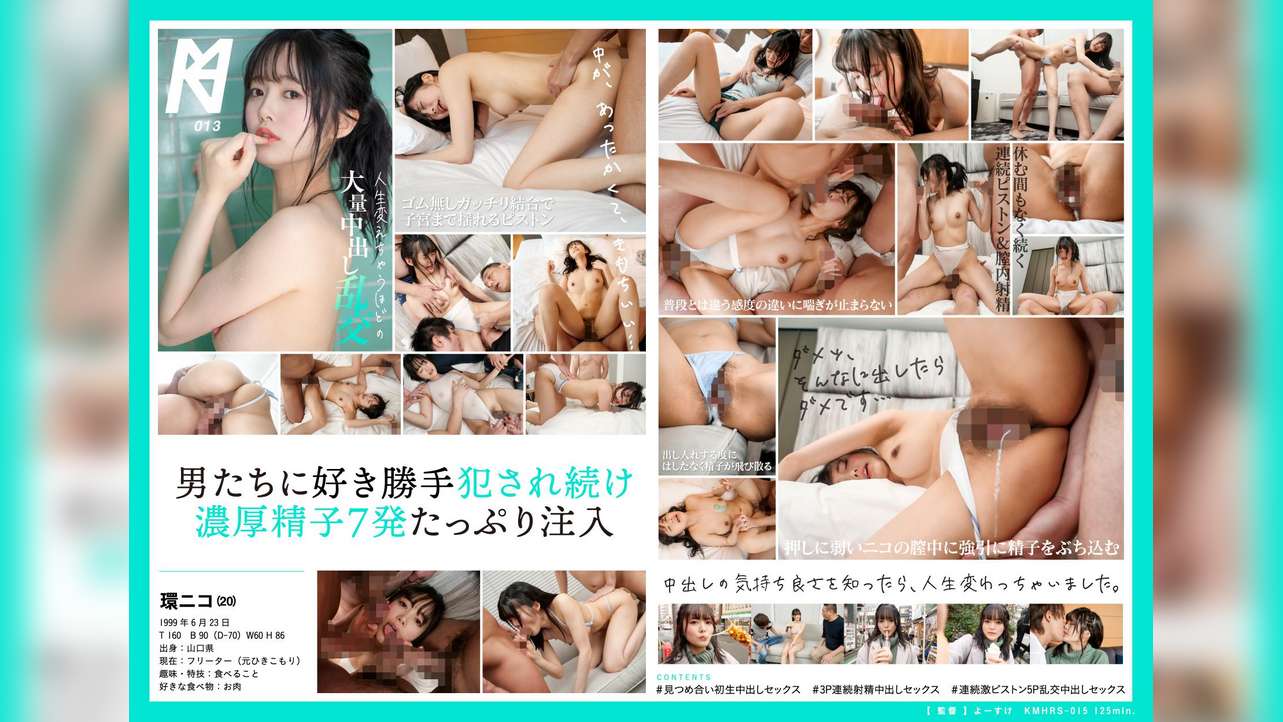 013
人生変えちゃうほどの
大量中出し
乱交
中が、あったかくて、
きもちいい…
ゴム無しガッチリ結合で
子宮まで揺れるピストン
休む間もなく続く
連続ピストン&膣内射精
普段とは違う感度の違いに喘ぎが止まらない
出し入れする度に
はしたなく精子が飛び散る
ダメッ、
そんなに出したら
ダメです…
押しに弱いニコの膣中に強引に精子をぶち込む
男たちに好き勝手犯され続け
濃厚精子7発たっぷり注入
中出しの気持ち良さを知ったら、人生変わっちゃいました。
環ニコ(20)
1999年6月23日
T 160 B 90（D-70）W60 H 86
出身：山口県
現在：フリーター（元ひきこもり）
趣味・特技：食べること
好きな食べ物：お肉
CONTENTS
#見つめ合い初生中出しセックス #3P連続射精中出しセックス #連続激ピストン5P乱交中出しセックス
【 監督 】よーすけ KMHRS-015 125min.